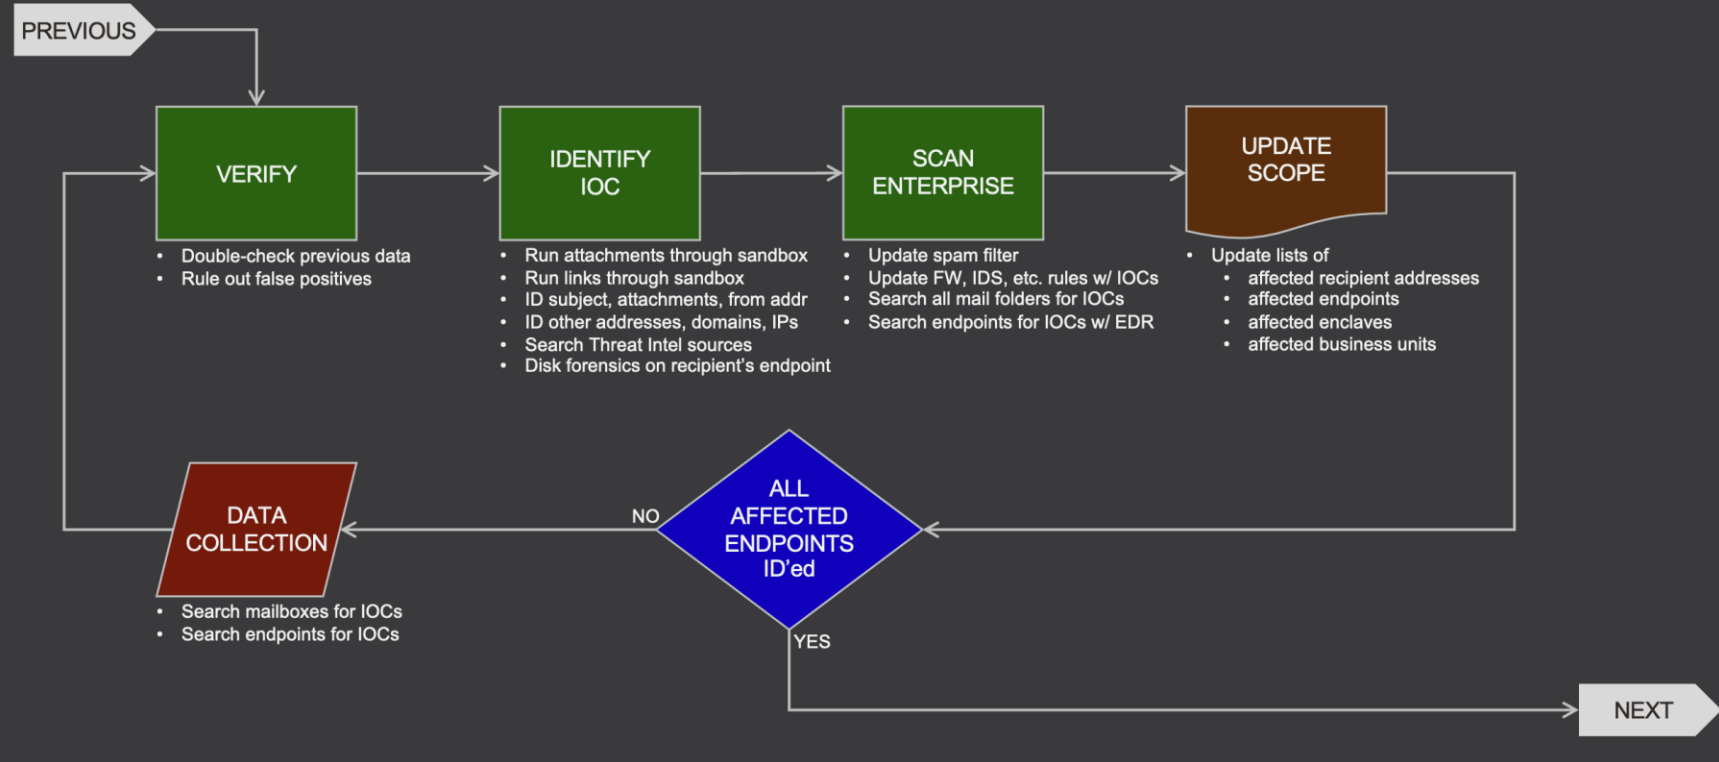 PREVIOUS
VERIFY
• Double-check previous data
• Rule out false positives
IDENTIFY
IOC
• Run attachments through sandbox
• Run links through sandbox
• ID subject, attachments, from addr
• ID other addresses, domains, IPs
• Search Threat Intel sources
• Disk forensics on recipient's endpoint
SCAN
ENTERPRISE
• Update spam filter
• Update FW, IDS, etc. rules w/ IOCs
• Search all mail folders for IOCs
• Search endpoints for IOCs w/ EDR
UPDATE
SCOPE
• Update lists of
• affected recipient addresses
• affected endpoints
• affected enclaves
• affected business units
ALL
AFFECTED
ENDPOINTS
ID'ed
NO
DATA
COLLECTION
• Search mailboxes for IOCs
• Search endpoints for IOCs
YES
NEXT